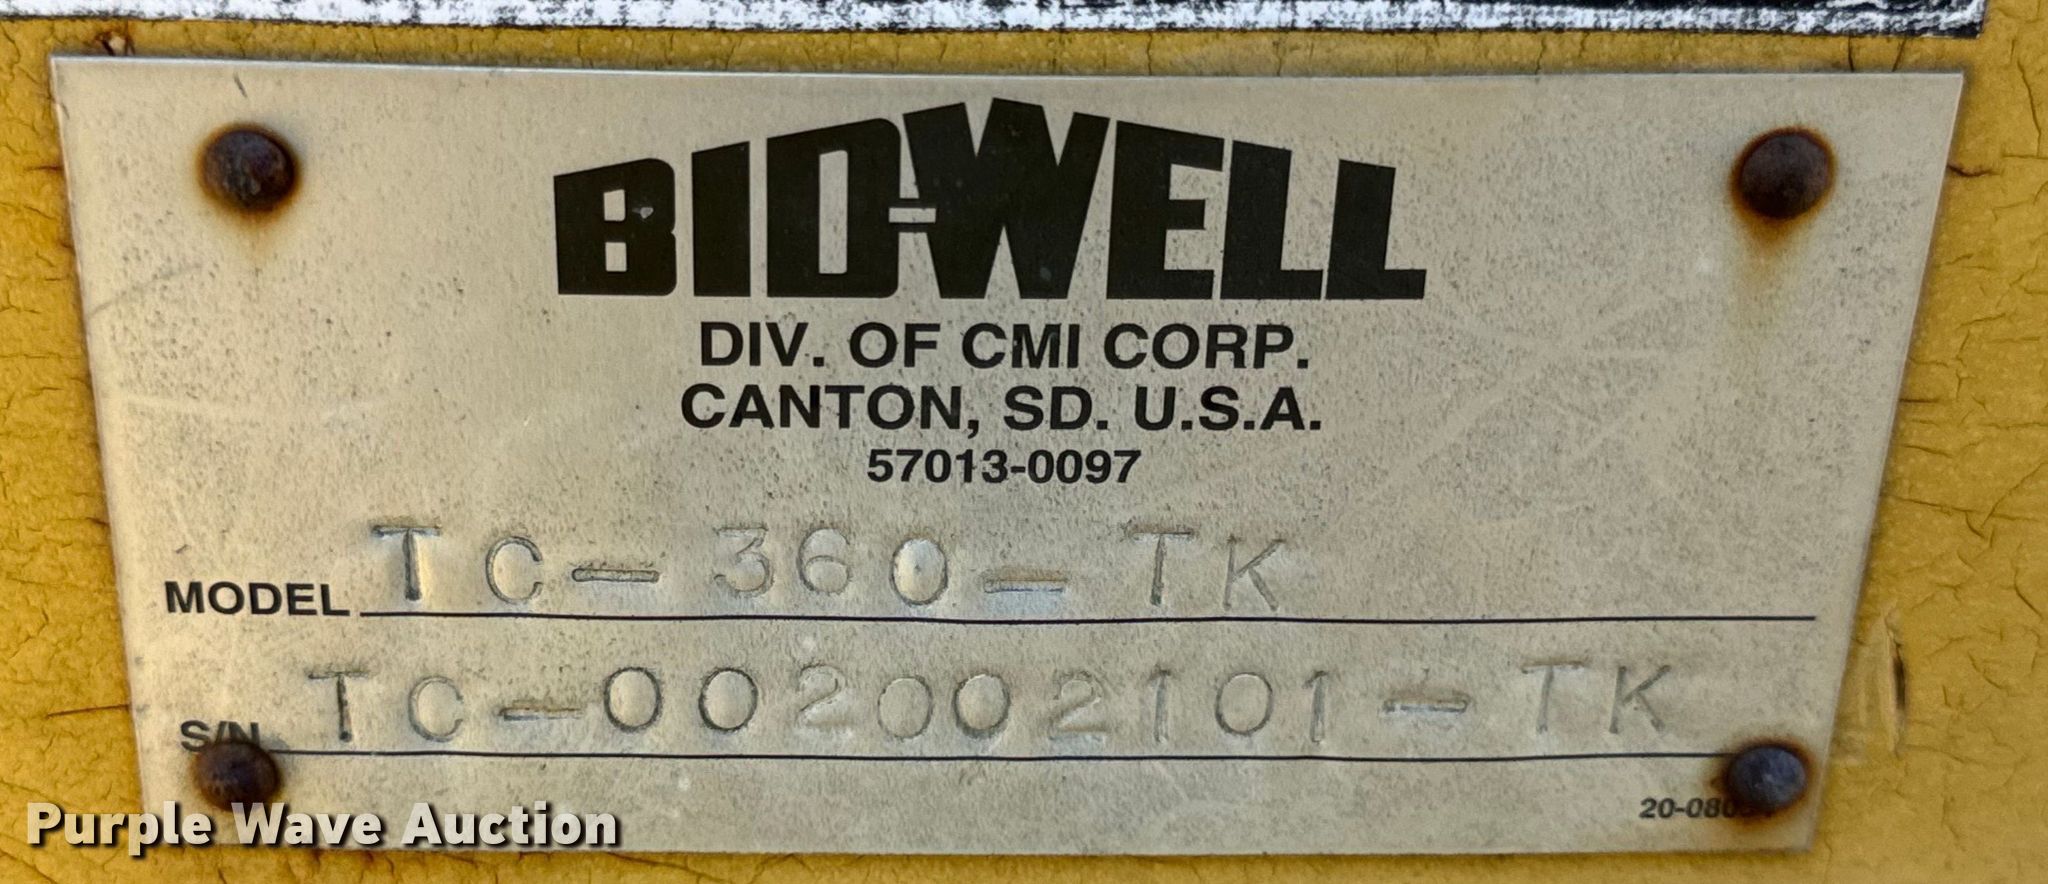 BID-WELL
DIV. OF CMI CORP.
CANTON, SD. U.S.A.
57013-0097
MODEL TC-360-TK
S/N TC-002002101-TK
Purple Wave Auction